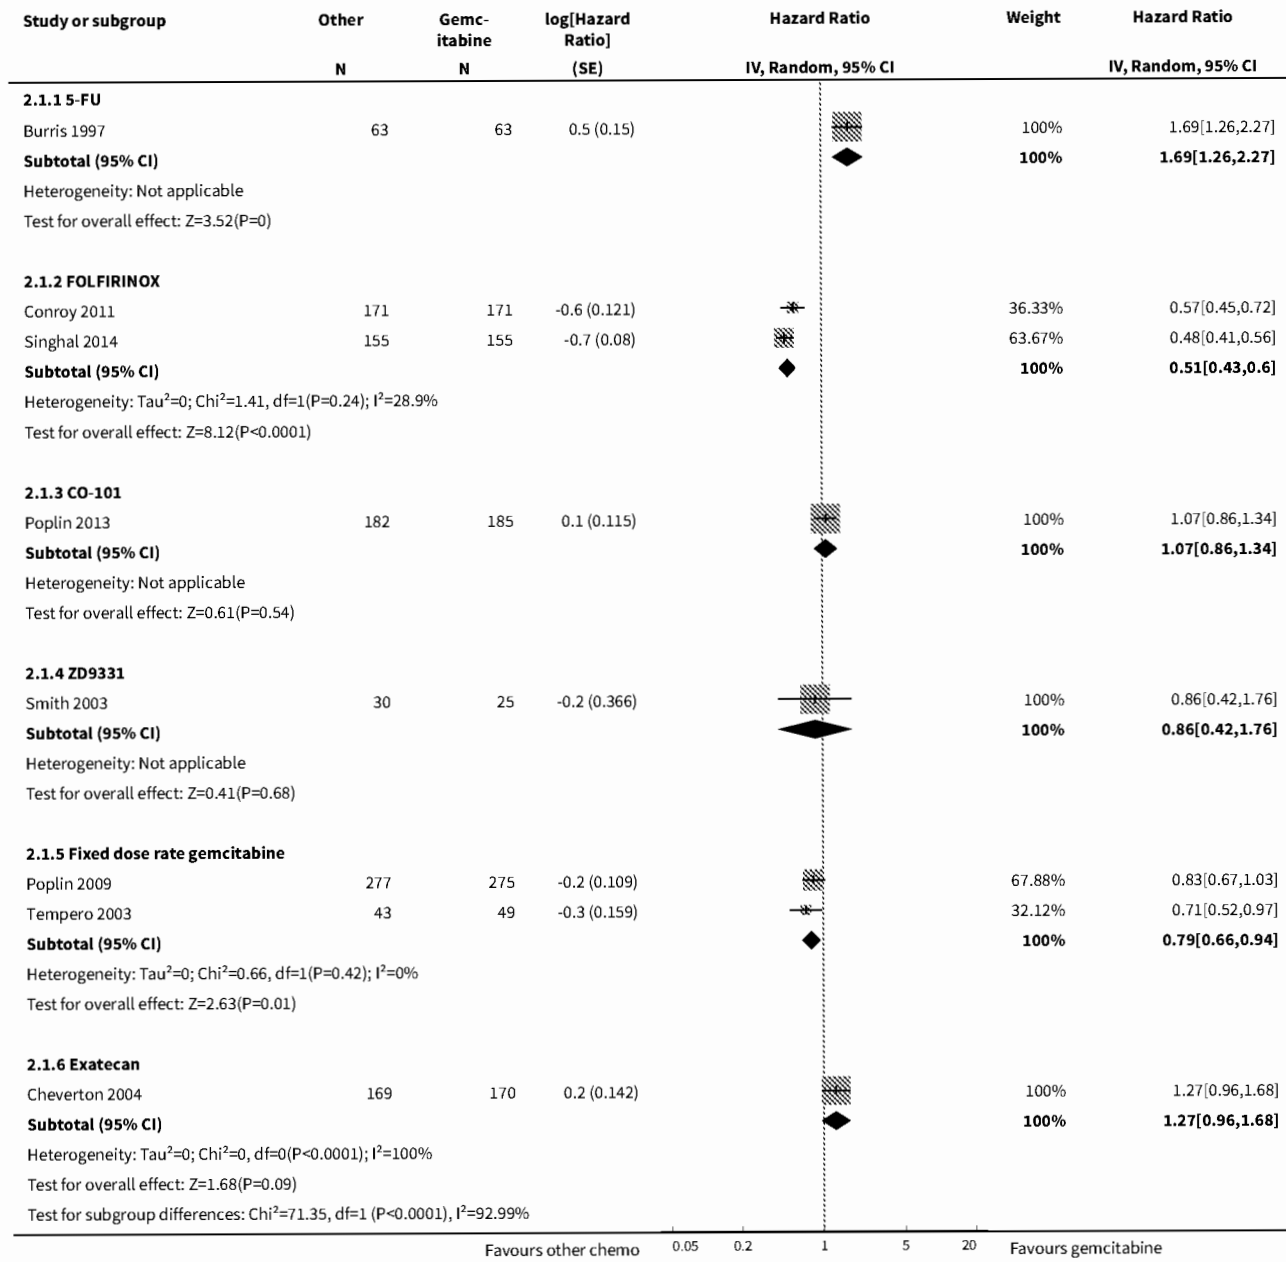 Study or subgroup Other Gemc- log[Hazard Hazard Ratio Weight Hazard Ratio
itabine Ratio]
N N (SE) IV, Random, 95% CI IV, Random, 95% CI
2.1.1 5-FU
Burris 1997 63 63 0.5 (0.15) 100% 1.69[1.26,2.27]
Subtotal (95% CI) 100% 1.69[1.26,2.27]
Heterogeneity: Not applicable
Test for overall effect: Z=3.52(P=0)
2.1.2 FOLFIRINOX
Conroy 2011 171 171 -0.6 (0.121) 36.33% 0.57[0.45,0.72]
Singhal 2014 155 155 -0.7 (0.08) 63.67% 0.48[0.41,0.56]
Subtotal (95% CI) 100% 0.51[0.43,0.6]
Heterogeneity: Tau²=0; Chi²=1.41, df=1(P=0.24); I²=28.9%
Test for overall effect: Z=8.12(P<0.0001)
2.1.3 CO-101
Poplin 2013 182 185 0.1 (0.115) 100% 1.07[0.86,1.34]
Subtotal (95% CI) 100% 1.07[0.86,1.34]
Heterogeneity: Not applicable
Test for overall effect: Z=0.61(P=0.54)
2.1.4 ZD9331
Smith 2003 30 25 -0.2 (0.366) 100% 0.86[0.42,1.76]
Subtotal (95% CI) 100% 0.86[0.42,1.76]
Heterogeneity: Not applicable
Test for overall effect: Z=0.41(P=0.68)
2.1.5 Fixed dose rate gemcitabine
Poplin 2009 277 275 -0.2 (0.109) 67.88% 0.83[0.67,1.03]
Tempero 2003 43 49 -0.3 (0.159) 32.12% 0.71[0.52,0.97]
Subtotal (95% CI) 100% 0.79[0.66,0.94]
Heterogeneity: Tau²=0; Chi²=0.66, df=1(P=0.42); I²=0%
Test for overall effect: Z=2.63(P=0.01)
2.1.6 Exatecan
Cheverton 2004 169 170 0.2 (0.142) 100% 1.27[0.96,1.68]
Subtotal (95% CI) 100% 1.27[0.96,1.68]
Heterogeneity: Tau²=0; Chi²=0, df=0(P<0.0001); I²=100%
Test for overall effect: Z=1.68(P=0.09)
Test for subgroup differences: Chi²=71.35, df=1 (P<0.0001), I²=92.99%
Favours other chemo 0.05 0.2 1 5 20 Favours gemcitabine